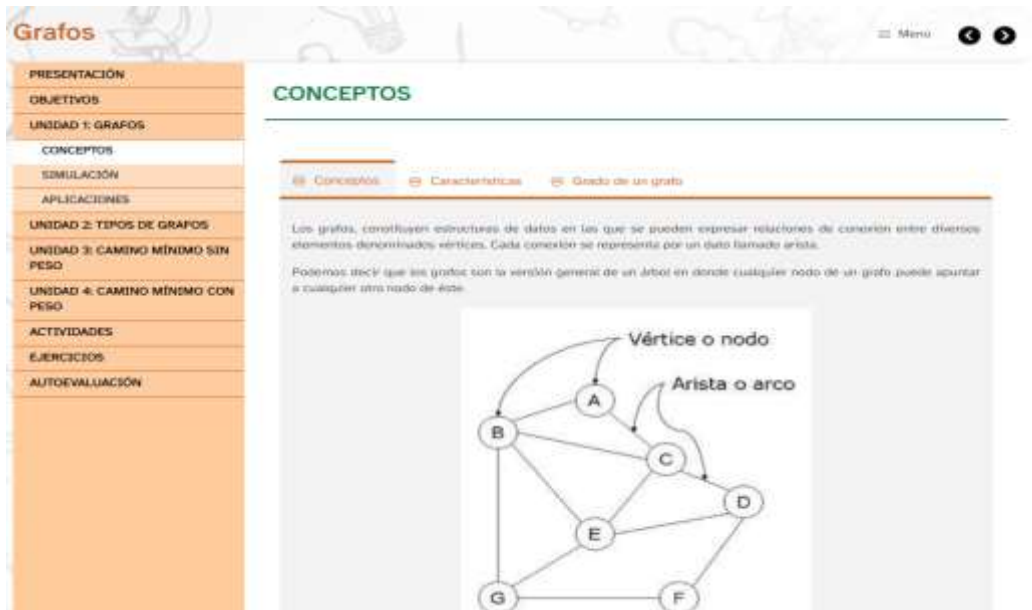 Grafos
Menú
PRESENTACIÓN
OBJETIVOS
UNIDAD 1: GRAFOS
CONCEPTOS
SIMULACIÓN
APLICACIONES
UNIDAD 2: TIPOS DE GRAFOS
UNIDAD 3: CAMINO MÍNIMO SIN
PESO
UNIDAD 4: CAMINO MÍNIMO CON
PESO
ACTIVIDADES
EJERCICIOS
AUTOEVALUACIÓN
CONCEPTOS
Conceptos
Características
Grado de un grafo
Los grafos, constituyen estructuras de datos en las que se pueden expresar relaciones de conexión entre diversos
elementos denominados vértices. Cada conexión se representa por un dato llamado arista.
Podemos decir que los grafos son la versión general de un árbol en donde cualquier nodo de un grafo puede apuntar
a cualquier otro nodo de éste.
Vértice o nodo
Arista o arco
A
B
C
D
E
G
F